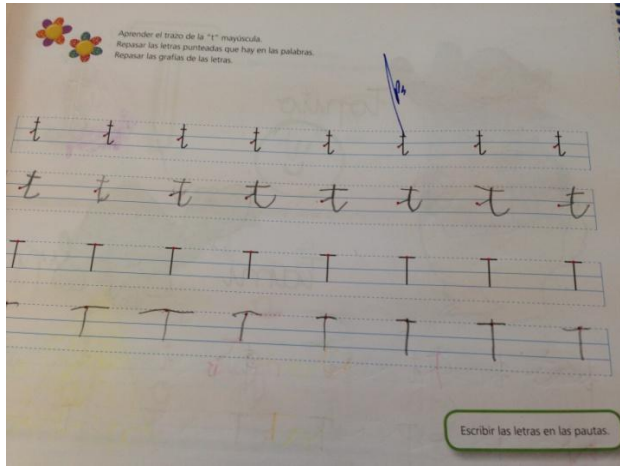 Aprender el trazo de la "t" mayúscula.
Repasar las letras punteadas que hay en las palabras.
Repasar las grafías de las letras.
t t t t t t t t
t t t t t t t t
T T T T T T T T
T T T T T T T T
Escribir las letras en las pautas.